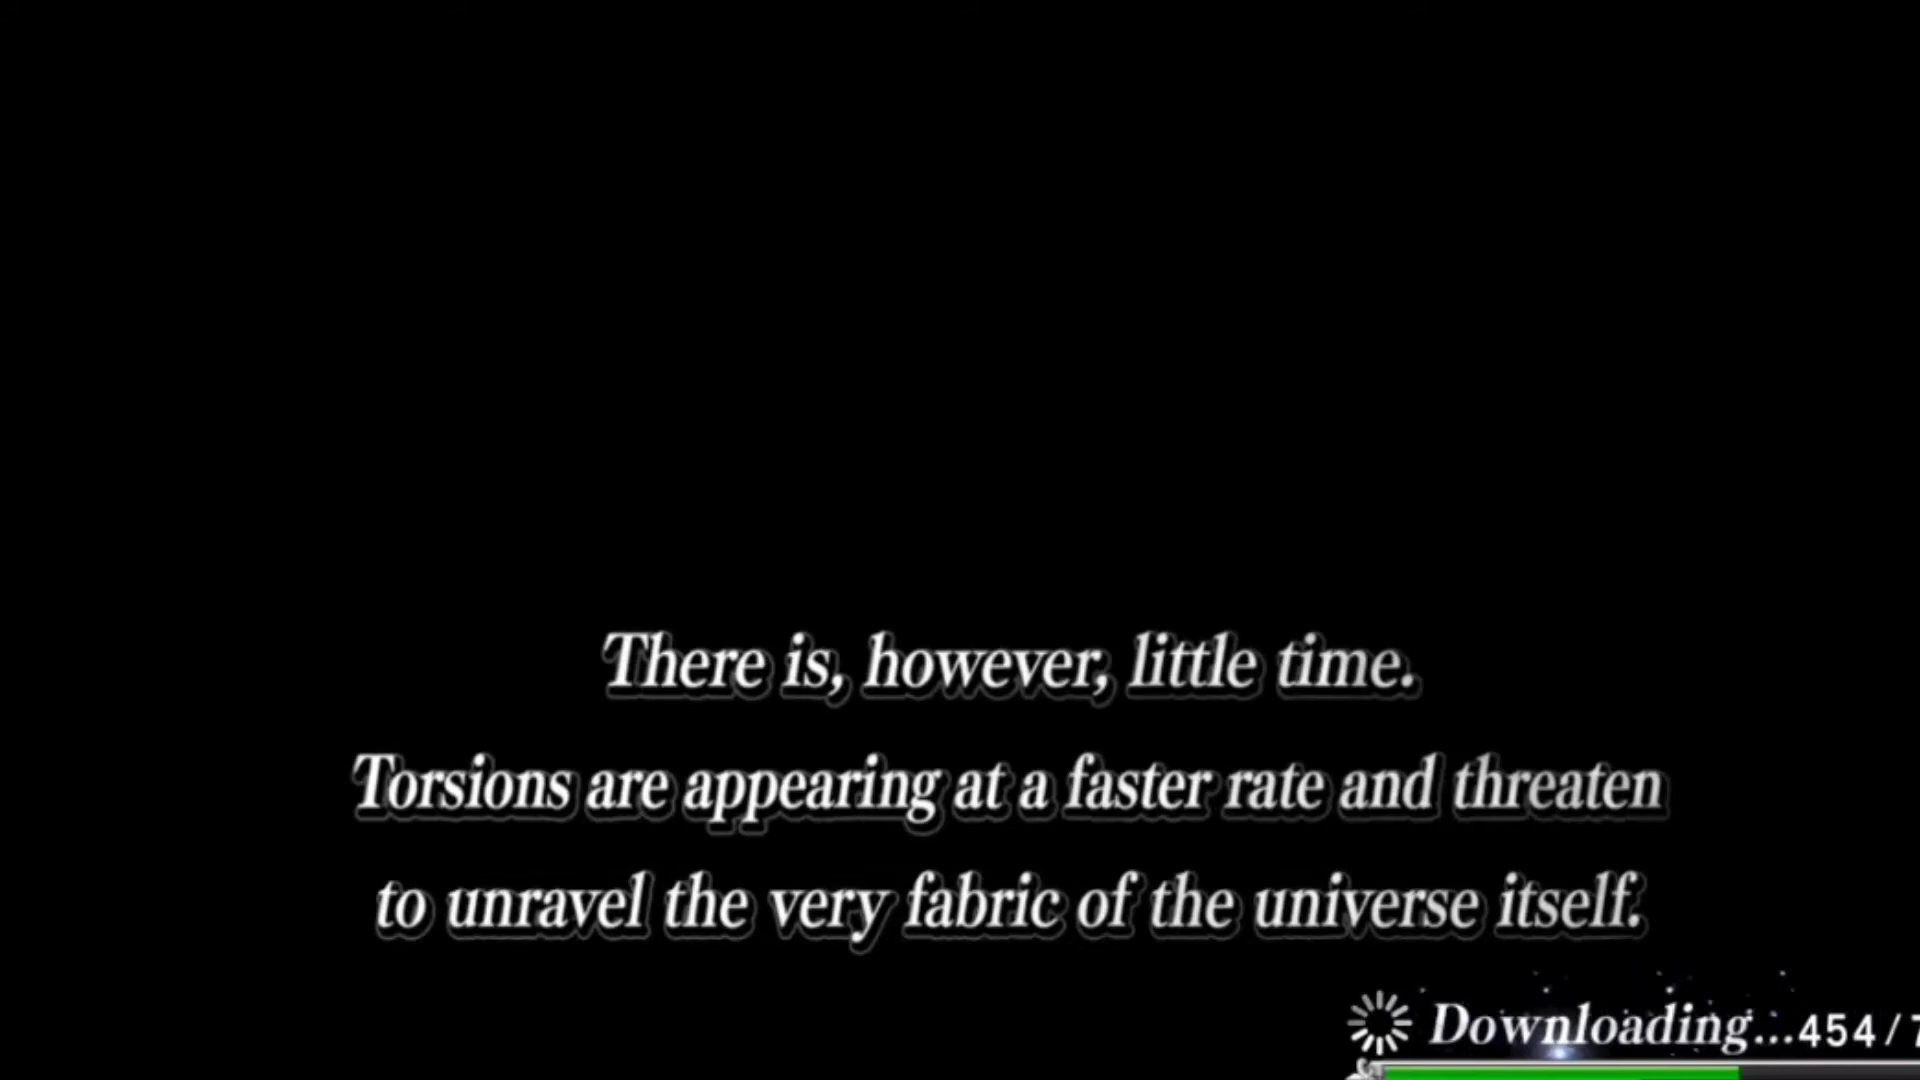 There is, however, little time.
Torsions are appearing at a faster rate and threaten
to unravel the very fabric of the universe itself.
Downloading...454/7